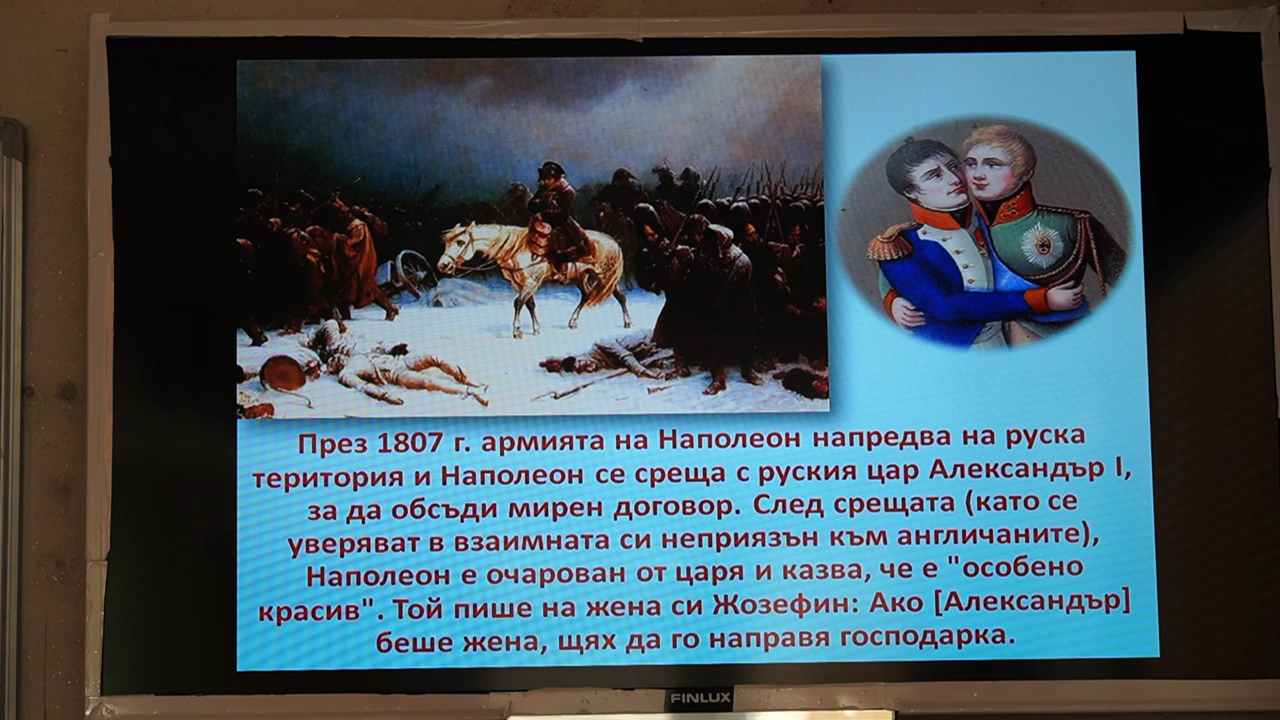 През 1807 г. армията на Наполеон напредва на руска
територия и Наполеон се среща с руския цар Александър I,
за да обсъди мирен договор. След срещата (като се
уверяват в взаимната си неприязън към англичаните),
Наполеон е очарован от царя и казва, че е "особено
красив". Той пише на жена си Жозефин: Ако [Александър]
беше жена, щях да го направя господарка.
FINLUX